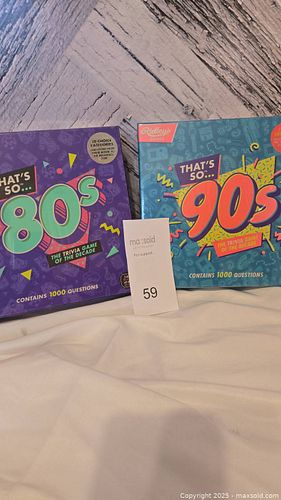 THAT'S
SO...
80s
THE TRIVIA GAME
OF THE DECADE
CONTAINS 1000 QUESTIONS
Ridley's
THAT'S
SO...
90s
THE TRIVIA GAME
OF THE DECADE
CONTAINS 1000 QUESTIONS
maxsold
59
Copyright © 2025 - maxsold.com